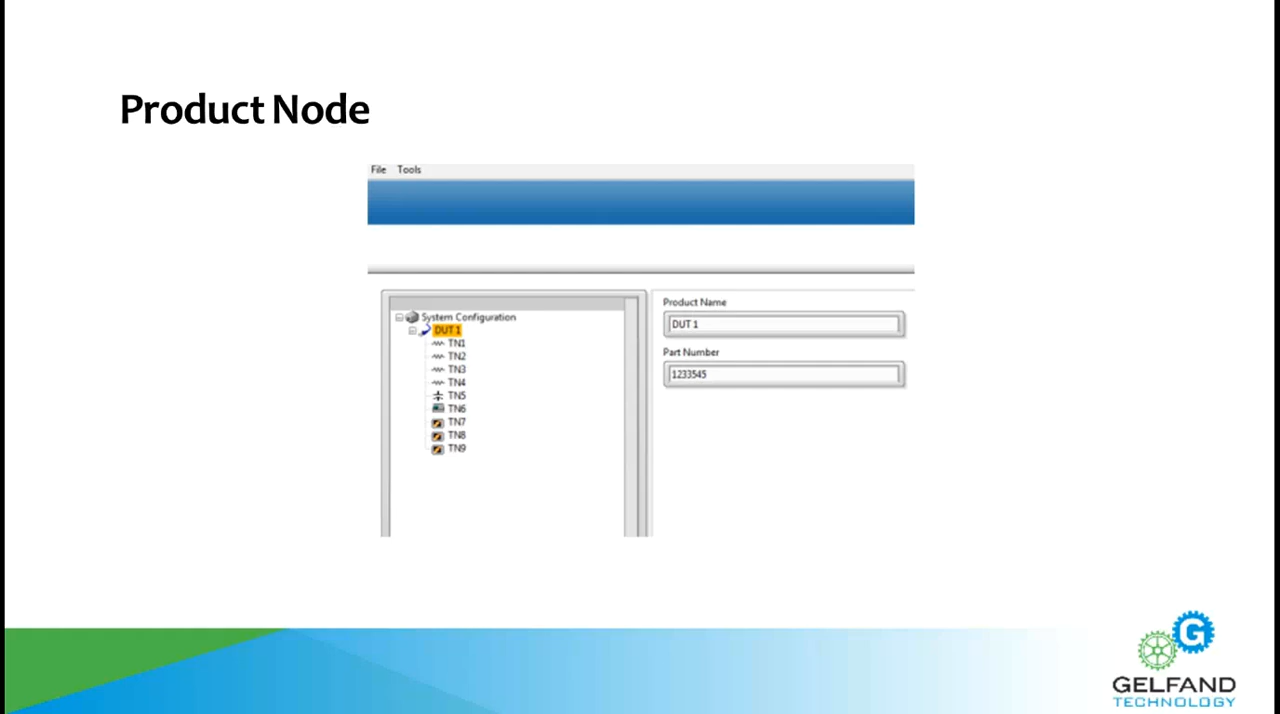 Product Node
File Tools
System Configuration
DUT 1
TN1
TN2
TN3
TN4
TN5
TN6
TN7
TN8
TN9
Product Name
DUT 1
Part Number
1233545
G
GELFAND
TECHNOLOGY